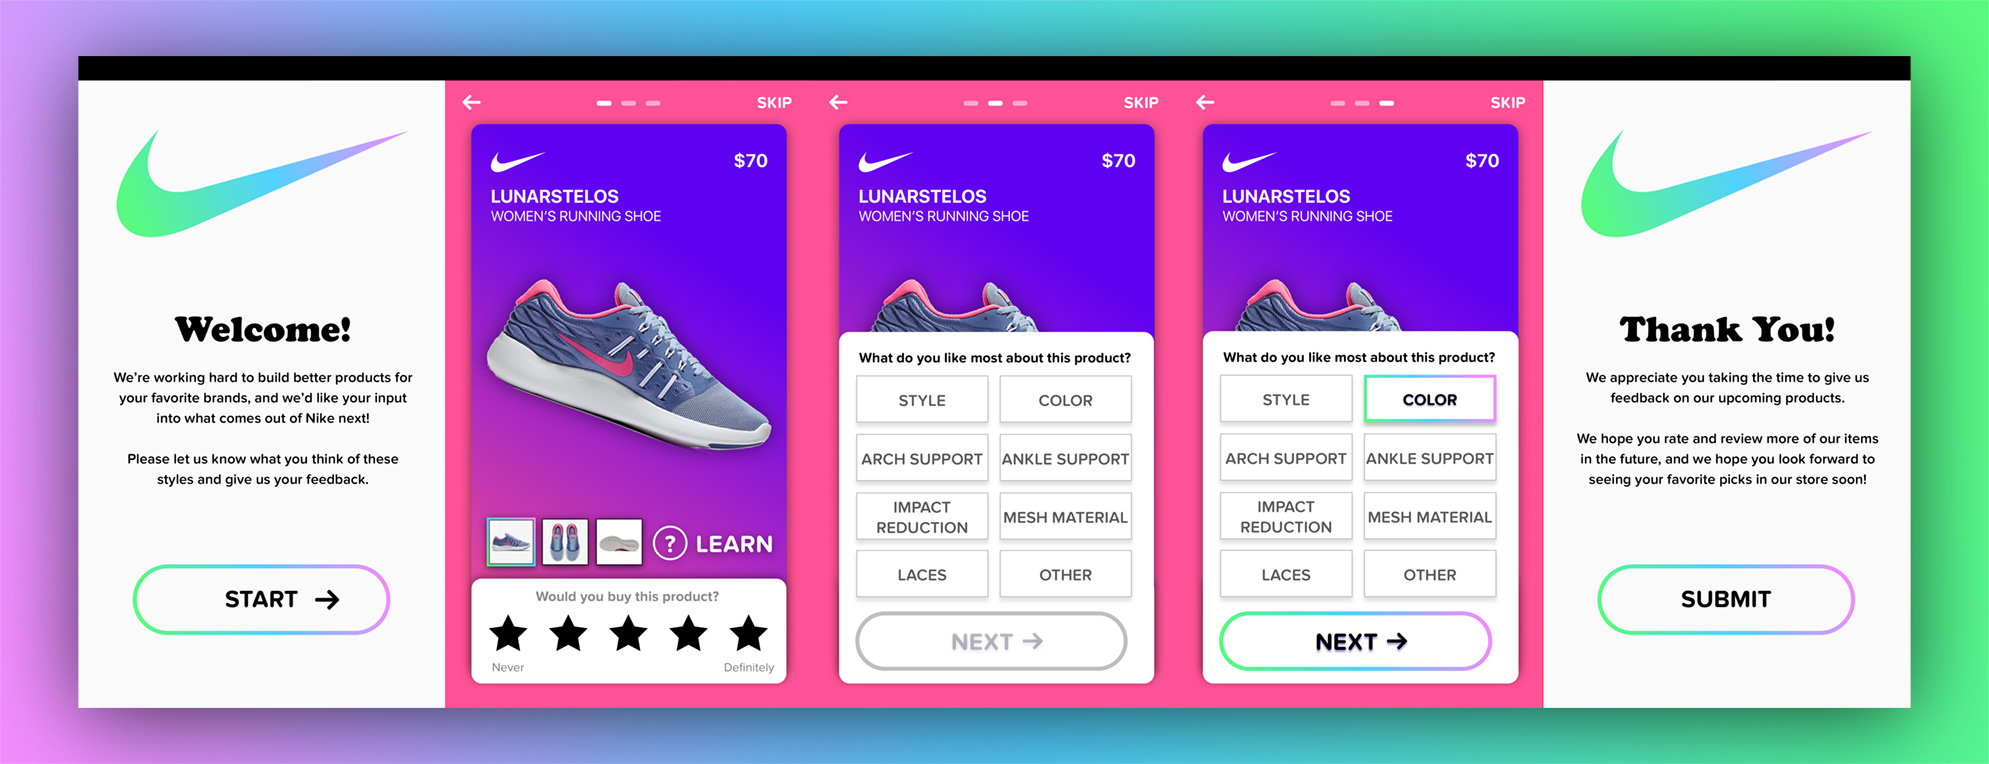 Welcome!
We're working hard to build better products for
your favorite brands, and we'd like your input
into what comes out of Nike next!
Please let us know what you think of these
styles and give us your feedback.
START
SKIP
$70
LUNARSTELOS
WOMEN'S RUNNING SHOE
? LEARN
Would you buy this product?
Never
Definitely
SKIP
$70
LUNARSTELOS
WOMEN'S RUNNING SHOE
What do you like most about this product?
STYLE
COLOR
ARCH SUPPORT
ANKLE SUPPORT
IMPACT
REDUCTION
MESH MATERIAL
LACES
OTHER
NEXT
SKIP
$70
LUNARSTELOS
WOMEN'S RUNNING SHOE
What do you like most about this product?
STYLE
COLOR
ARCH SUPPORT
ANKLE SUPPORT
IMPACT
REDUCTION
MESH MATERIAL
LACES
OTHER
NEXT
Thank You!
We appreciate you taking the time to give us
feedback on our upcoming products.
We hope you rate and review more of our items
in the future, and we hope you look forward to
seeing your favorite picks in our store soon!
SUBMIT